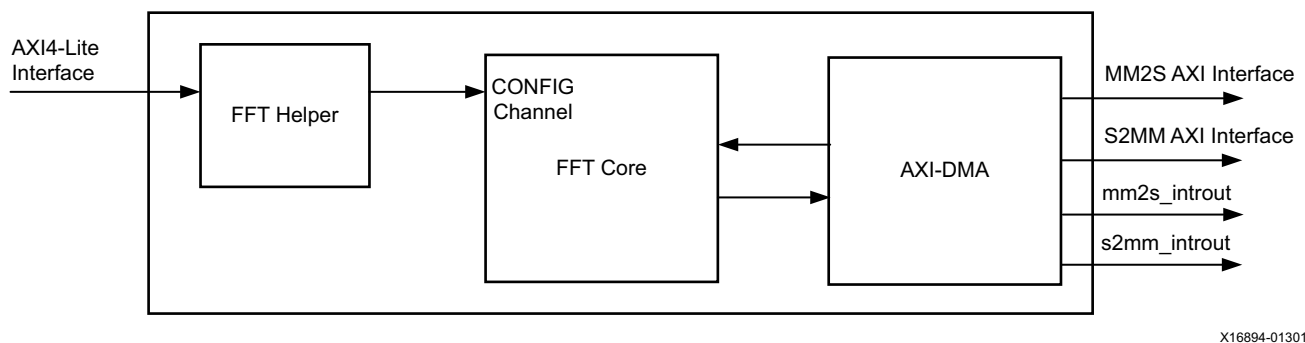 AXI4-Lite
Interface
FFT Helper
CONFIG
Channel
FFT Core
AXI-DMA
MM2S AXI Interface
S2MM AXI Interface
mm2s_introut
s2mm_introut
X16894-01301